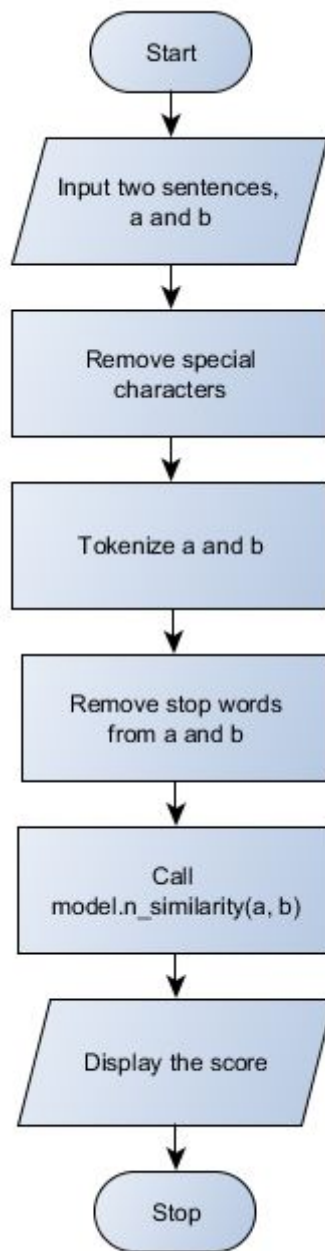 Start
Input two sentences,
a and b
Remove special
characters
Tokenize a and b
Remove stop words
from a and b
Call
model.n_similarity(a, b)
Display the score
Stop